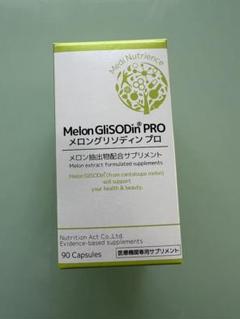 Medi Nutrience
Melon GliSODin® PRO
メロングリソディン プロ
メロン抽出物配合サプリメント
Melon extract formulated supplements
Melon GliSODin® (from cantaloupe melon)
will support
your health & beauty.
Nutrition Act Co.,Ltd.
Evidence-based supplements
90 Capsules
医療機関専用サプリメント